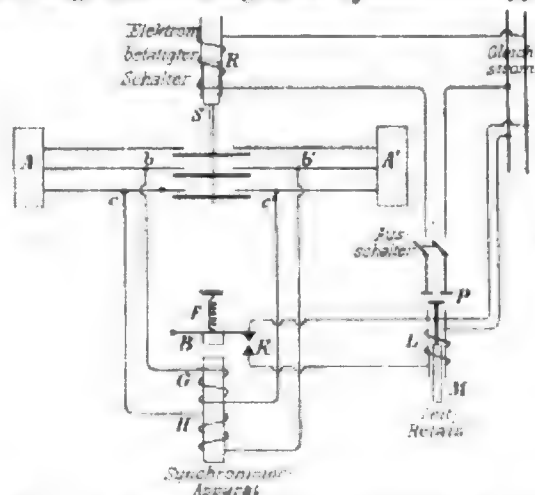 Elektrom.
betätigter
Schalter
R
Gleich
strom
S
A
b
b'
A'
c
c'
Aus-
schalter
P
F
B
K
L
G
M
H
Zeit
Relais
Synchronisier-
Apparat